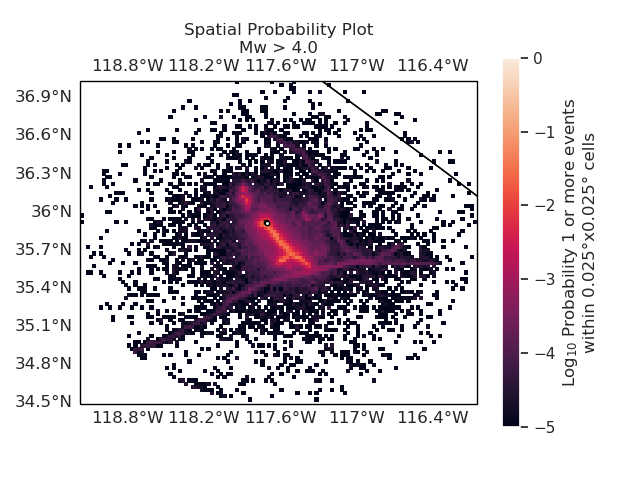 Spatial Probability Plot
Mw > 4.0
118.8°W 118.2°W 117.6°W 117°W 116.4°W
36.9°N
36.6°N
36.3°N
36°N
35.7°N
35.4°N
35.1°N
34.8°N
34.5°N
118.8°W 118.2°W 117.6°W 117°W 116.4°W
0
−1
−2
−3
−4
−5
Log₁₀ Probability 1 or more events
within 0.025°x0.025° cells